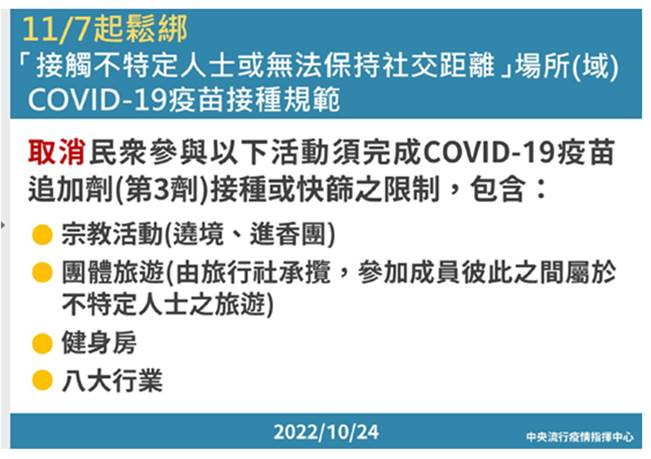 11/7起鬆綁
「接觸不特定人士或無法保持社交距離」場所(域)
COVID-19疫苗接種規範
取消民眾參與以下活動須完成COVID-19疫苗
追加劑(第3劑)接種或快篩之限制，包含：
宗教活動(遶境、進香團)
團體旅遊(由旅行社承攬，參加成員彼此之間屬於
不特定人士之旅遊)
健身房
八大行業
2022/10/24
中央流行疫情指揮中心